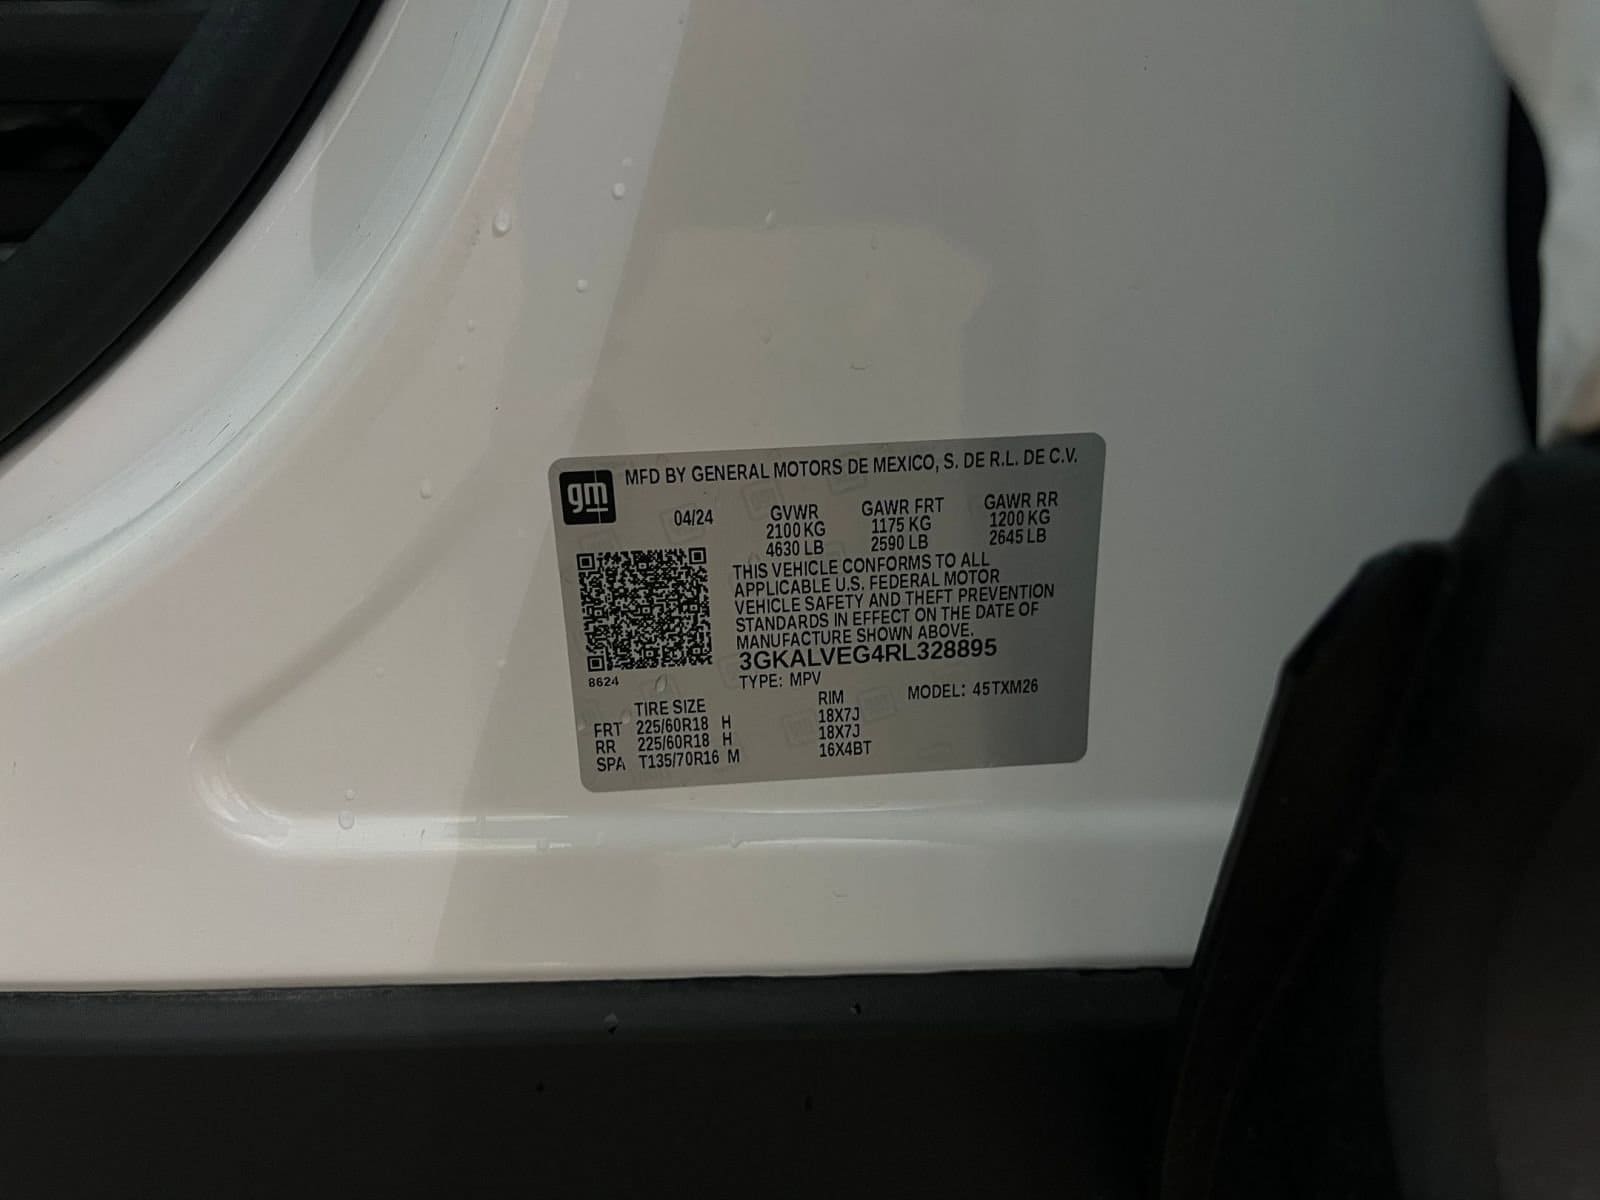 gm MFD BY GENERAL MOTORS DE MEXICO, S. DE R.L. DE C.V.
04/24 GVWR GAWR FRT GAWR RR
2100 KG 1175 KG 1200 KG
4630 LB 2590 LB 2645 LB
THIS VEHICLE CONFORMS TO ALL
APPLICABLE U.S. FEDERAL MOTOR
VEHICLE SAFETY AND THEFT PREVENTION
STANDARDS IN EFFECT ON THE DATE OF
MANUFACTURE SHOWN ABOVE.
3GKALVEG4RL328895
8624 TYPE: MPV
TIRE SIZE RIM MODEL: 45TXM26
FRT 225/60R18 H 18X7J
RR 225/60R18 H 18X7J
SPA T135/70R16 M 16X4BT